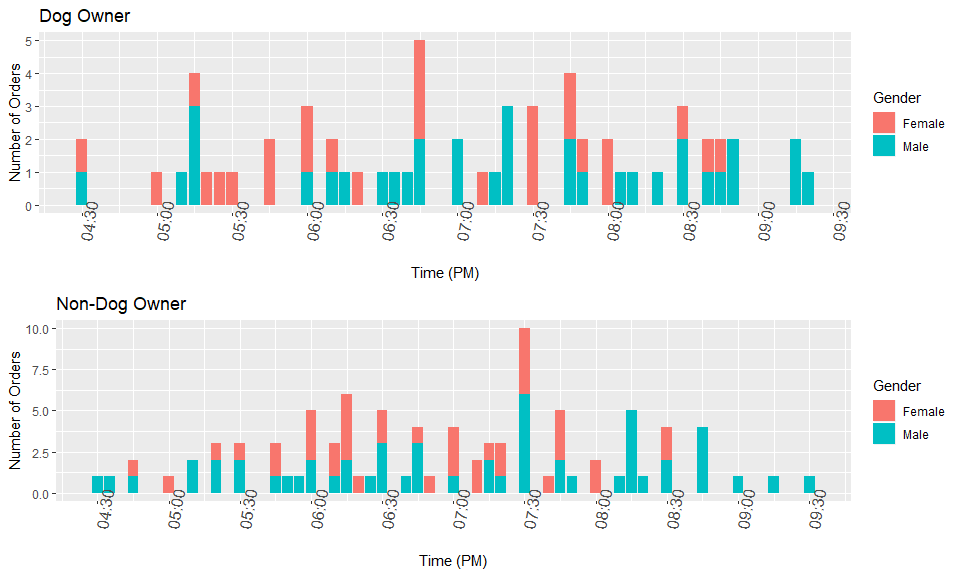 Dog Owner
Number of Orders
5
4
3
2
1
0
04:30
05:00
05:30
06:00
06:30
07:00
07:30
08:00
08:30
09:00
09:30
Time (PM)
Gender
Female
Male
Non-Dog Owner
Number of Orders
10.0
7.5
5.0
2.5
0.0
04:30
05:00
05:30
06:00
06:30
07:00
07:30
08:00
08:30
09:00
09:30
Time (PM)
Gender
Female
Male